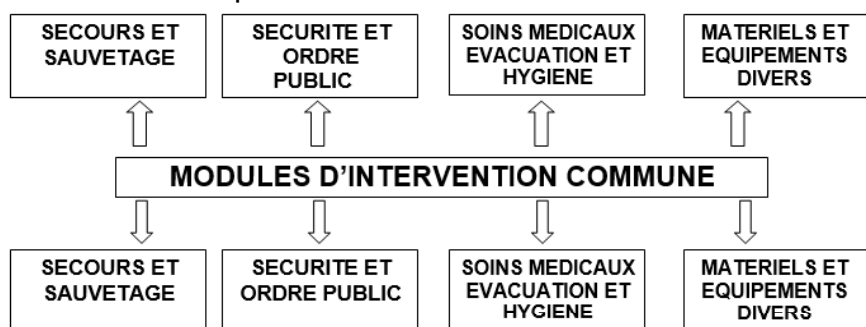 SECOURS ET
SAUVETAGE
SECURITE ET
ORDRE
PUBLIC
SOINS MEDICAUX
EVACUATION ET
HYGIENE
MATERIELS ET
EQUIPEMENTS
DIVERS
MODULES D’INTERVENTION COMMUNE
SECOURS ET
SAUVETAGE
SECURITE ET
ORDRE PUBLIC
SOINS MEDICAUX
EVACUATION ET
HYGIENE
MATERIELS ET
EQUIPEMENTS
DIVERS